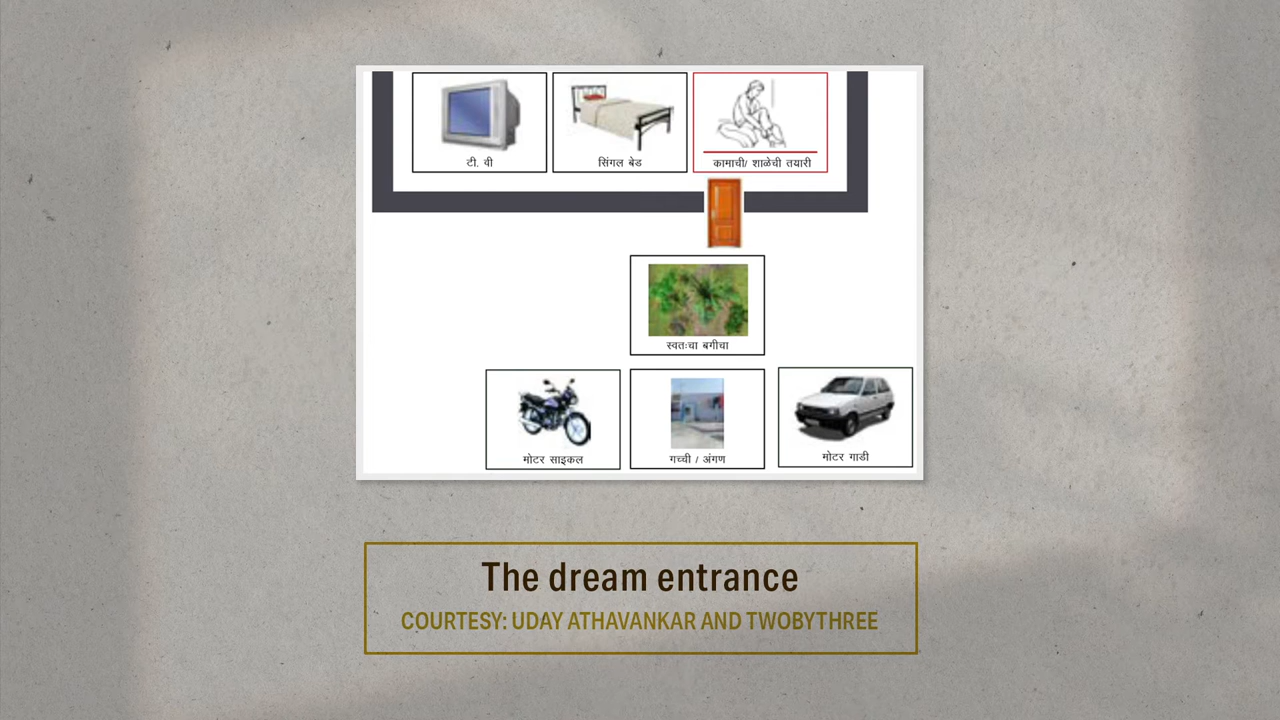 टी. वी
सिंगल बेड
कामाची/ शाळेची तयारी
स्वतःचा बगीचा
मोटर साइकल
गच्ची / अंगण
मोटर गाडी
The dream entrance
COURTESY: UDAY ATHAVANKAR AND TWOBYTHREE